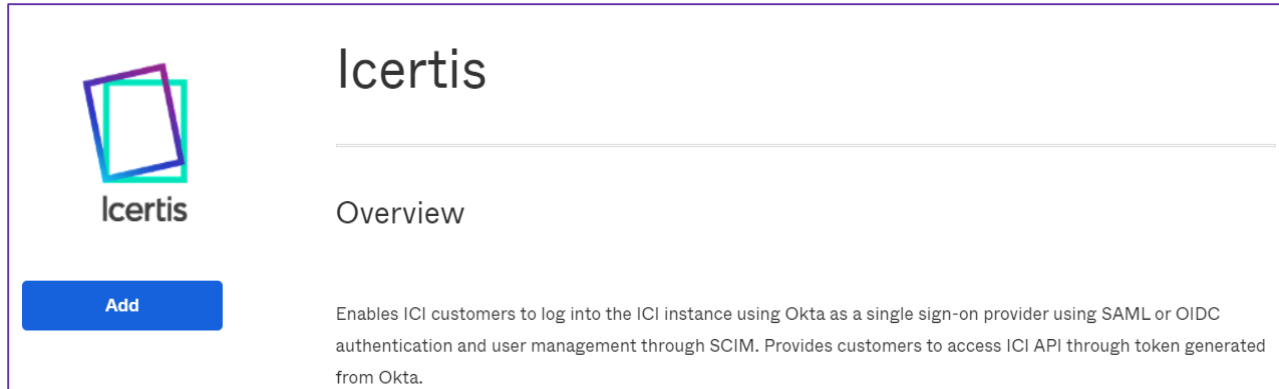 Icertis
Icertis
Add
Overview
Enables ICI customers to log into the ICI instance using Okta as a single sign-on provider using SAML or OIDC
authentication and user management through SCIM. Provides customers to access ICI API through token generated
from Okta.